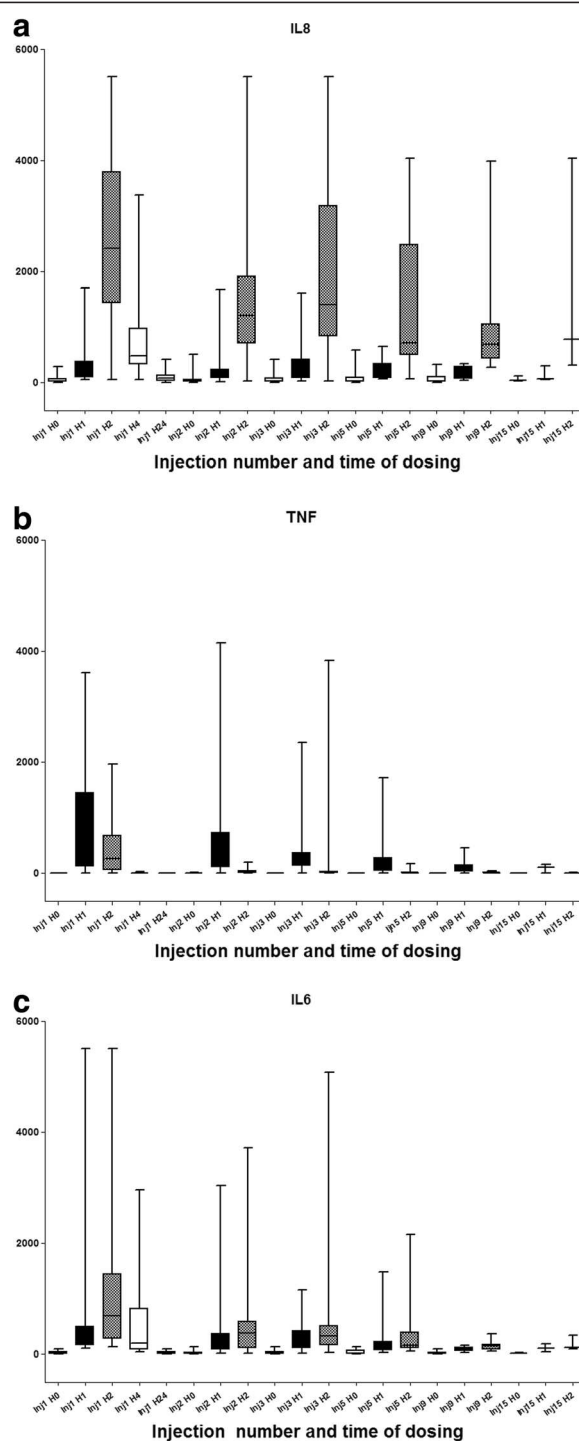 a
IL8
6000
4000
2000
0
Inj1 H0 Inj1 H1 Inj1 H2 Inj1 H4 Inj1 H24 Inj2 H0 Inj2 H1 Inj2 H2 Inj3 H0 Inj3 H1 Inj3 H2 Inj5 H0 Inj5 H1 Inj5 H2 Inj9 H0 Inj9 H1 Inj9 H2 Inj15 H0 Inj15 H1 Inj15 H2
Injection number and time of dosing
b
TNF
6000
4000
2000
0
Inj1 H0 Inj1 H1 Inj1 H2 Inj1 H4 Inj1 H24 Inj2 H0 Inj2 H1 Inj2 H2 Inj3 H0 Inj3 H1 Inj3 H2 Inj5 H0 Inj5 H1 Inj5 H2 Inj9 H0 Inj9 H1 Inj9 H2 Inj15 H0 Inj15 H1 Inj15 H2
Injection number and time of dosing
c
IL6
6000
4000
2000
0
Inj1 H0 Inj1 H1 Inj1 H2 Inj1 H4 Inj1 H24 Inj2 H0 Inj2 H1 Inj2 H2 Inj3 H0 Inj3 H1 Inj3 H2 Inj5 H0 Inj5 H1 Inj5 H2 Inj9 H0 Inj9 H1 Inj9 H2 Inj15 H0 Inj15 H1 Inj15 H2
Injection number and time of dosing